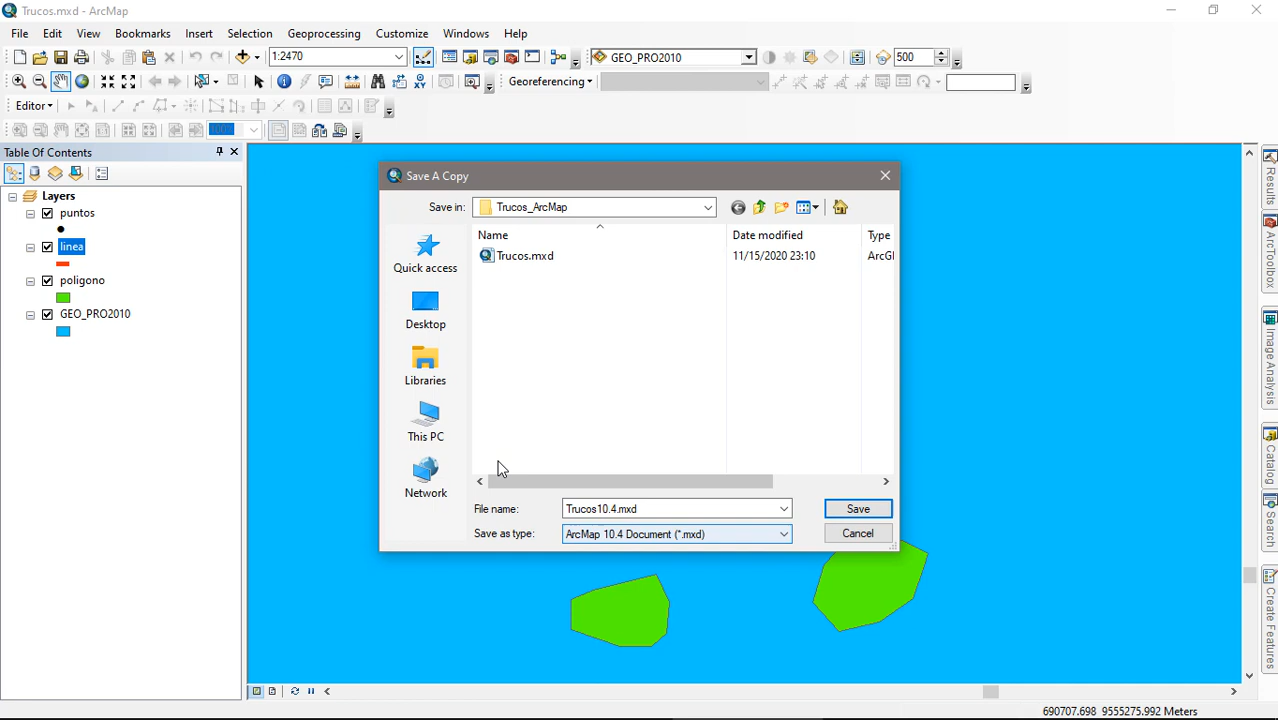 Trucos.mxd - ArcMap
File Edit View Bookmarks Insert Selection Geoprocessing Customize Windows Help
1:2470 GEO_PRO2010 500
Georeferencing
Editor
100%
Table Of Contents
Layers
puntos
linea
poligono
GEO_PRO2010
Save A Copy
Save in: Trucos_ArcMap
Name Date modified Type
Trucos.mxd 11/15/2020 23:10 ArcGI
Quick access
Desktop
Libraries
This PC
Network
File name: Trucos10.4.mxd Save
Save as type: ArcMap 10.4 Document (*.mxd) Cancel
Results
ArcToolbox
Image Analysis
Catalog
Search
Create Features
690707.698 9555275.992 Meters